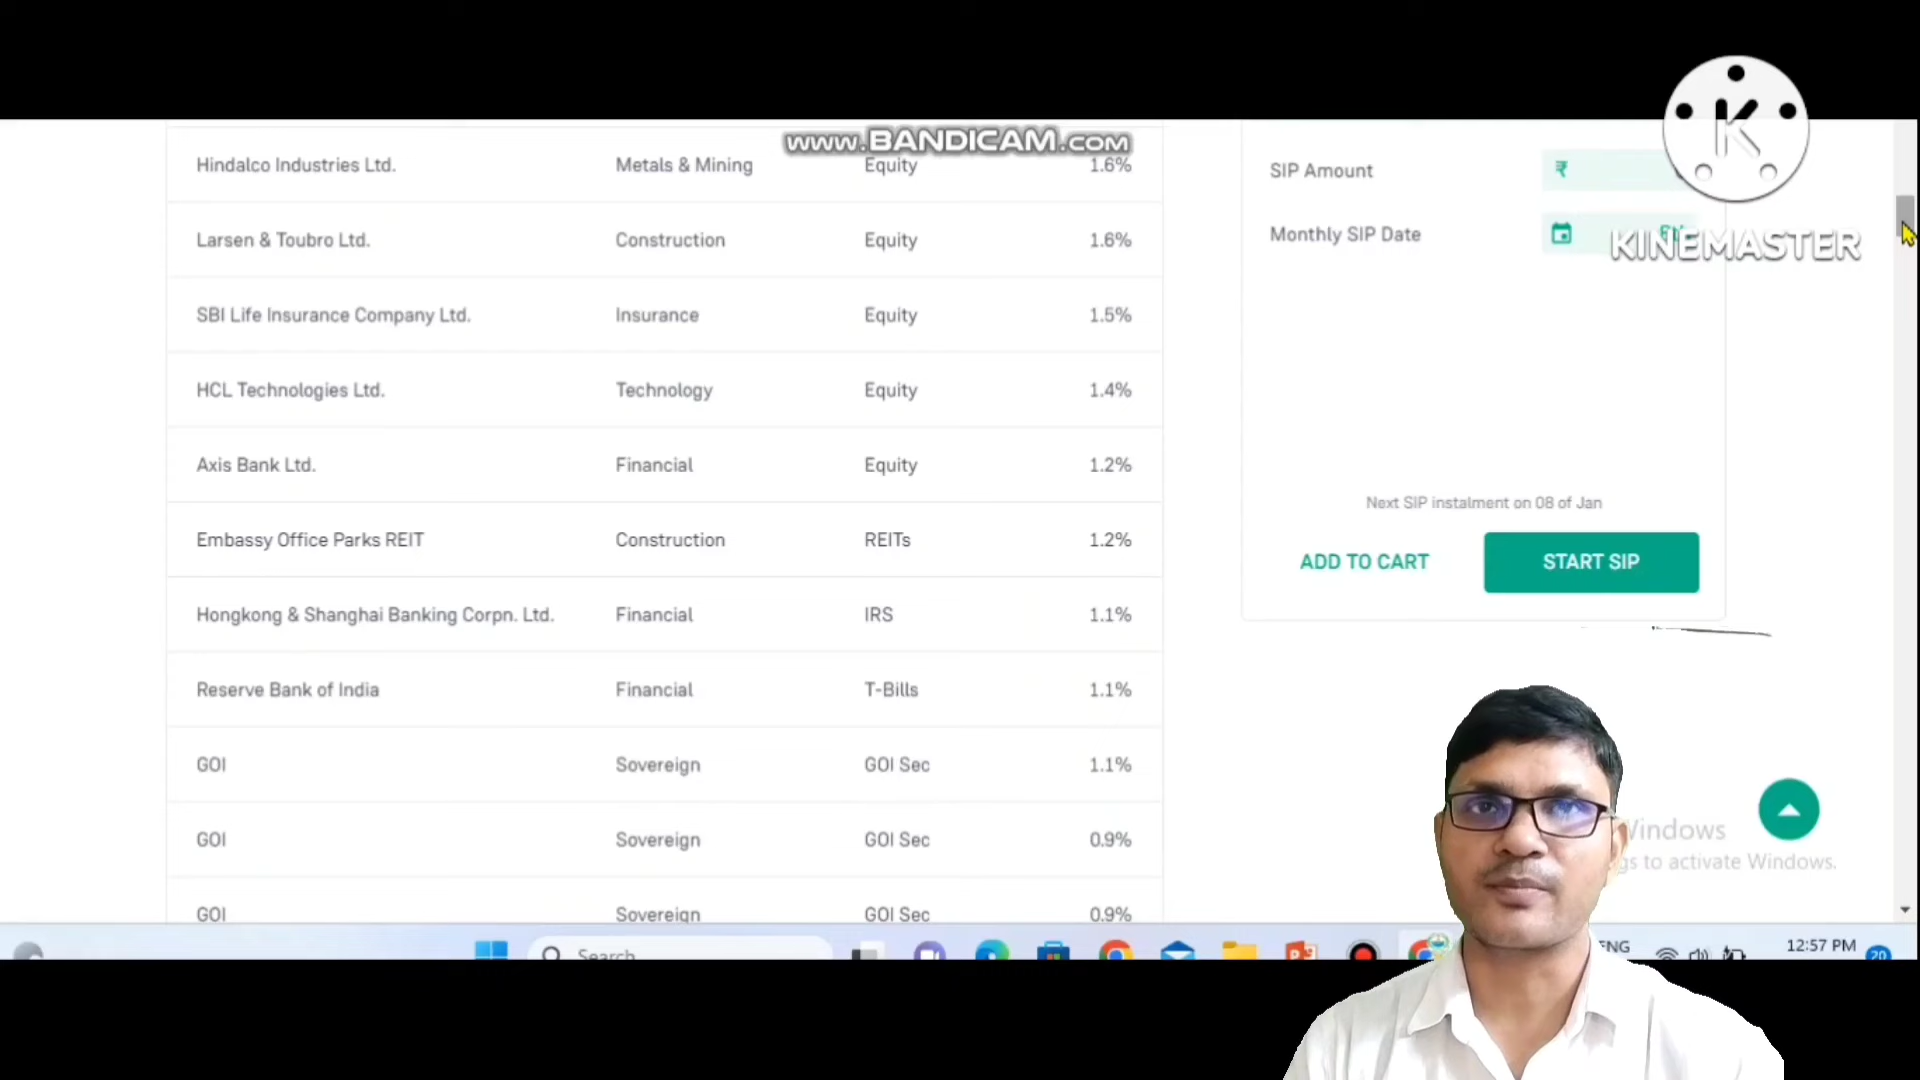 www.BANDICAM.com
Hindalco Industries Ltd. Metals & Mining Equity 1.6%
Larsen & Toubro Ltd. Construction Equity 1.6%
SBI Life Insurance Company Ltd. Insurance Equity 1.5%
HCL Technologies Ltd. Technology Equity 1.4%
Axis Bank Ltd. Financial Equity 1.2%
Embassy Office Parks REIT Construction REITs 1.2%
Hongkong & Shanghai Banking Corpn. Ltd. Financial IRS 1.1%
Reserve Bank of India Financial T-Bills 1.1%
GOI Sovereign GOI Sec 1.1%
GOI Sovereign GOI Sec 0.9%
GOI Sovereign GOI Sec 0.9%
SIP Amount ₹
Monthly SIP Date
K
KINEMASTER
Next SIP instalment on 08 of Jan
ADD TO CART START SIP
Windows
to activate Windows.
Search
ENG
12:57 PM
20